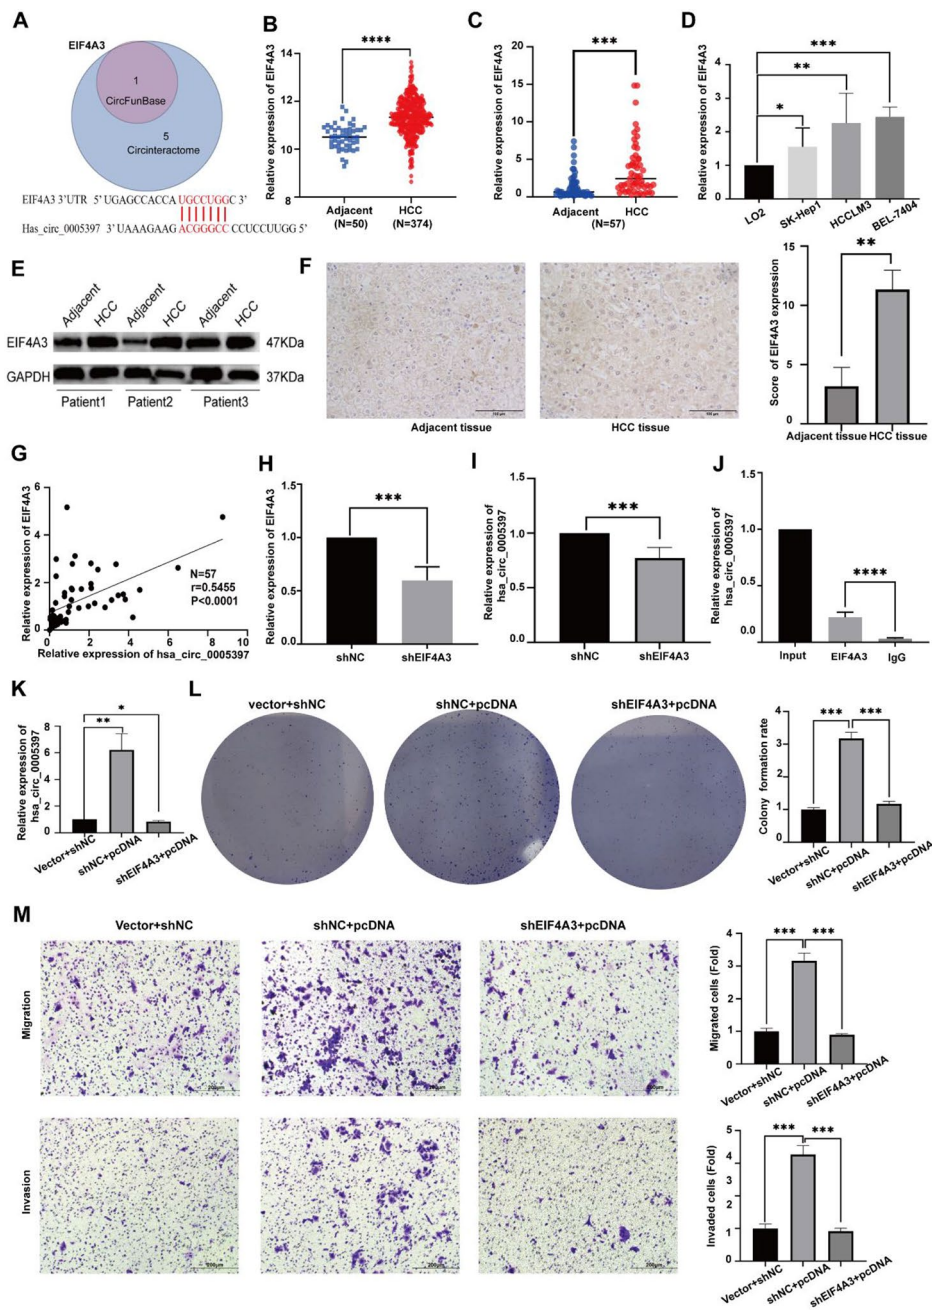 A
EIF4A3
1
CircFunBase
5
Circinteractome
EIF4A3 3'UTR 5' UGAGCCACCA UGCCUGGC 3'
Has_circ_0005397 3' UAAAGAAG ACGGGCC CCUCCUUGG 5'
B
Relative expression of EIF4A3
14
12
10
8
****
Adjacent
(N=50)
HCC
(N=374)
C
Relative expression of EIF4A3
20
15
10
5
0
***
Adjacent
HCC
(N=57)
D
Relative expression of EIF4A3
4
3
2
1
0
***
**
*
LO2
SK-Hep1
HCCLM3
BEL-7404
E
Adjacent
HCC
Adjacent
HCC
Adjacent
HCC
EIF4A3
47KDa
GAPDH
37KDa
Patient1
Patient2
Patient3
F
Adjacent tissue
HCC tissue
Score of EIF4A3 expression
15
10
5
0
**
Adjacent tissue
HCC tissue
G
Relative expression of EIF4A3
6
4
2
0
N=57
r=0.5455
P<0.0001
0
2
4
6
8
10
Relative expression of hsa_circ_0005397
H
Relative expression of EIF4A3
1.5
1.0
0.5
0.0
***
shNC
shEIF4A3
I
Relative expression of
hsa_circ_0005397
1.5
1.0
0.5
0.0
***
shNC
shEIF4A3
J
Relative expression of
hsa_circ_0005397
1.5
1.0
0.5
0.0
****
Input
EIF4A3
IgG
K
Relative expression of
hsa_circ_0005397
8
6
4
2
0
*
**
Vector+shNC
shNC+pcDNA
shEIF4A3+pcDNA
L
vector+shNC
shNC+pcDNA
shEIF4A3+pcDNA
Colony formation rate
4
3
2
1
0
***
***
Vector+shNC
shNC+pcDNA
shEIF4A3+pcDNA
M
Vector+shNC
shNC+pcDNA
shEIF4A3+pcDNA
Migration
200μm
200μm
200μm
Migrated cells (Fold)
4
3
2
1
0
***
***
Vector+shNC
shNC+pcDNA
shEIF4A3+pcDNA
Invasion
200μm
200μm
200μm
Invaded cells (Fold)
5
4
3
2
1
0
***
***
Vector+shNC
shNC+pcDNA
shEIF4A3+pcDNA